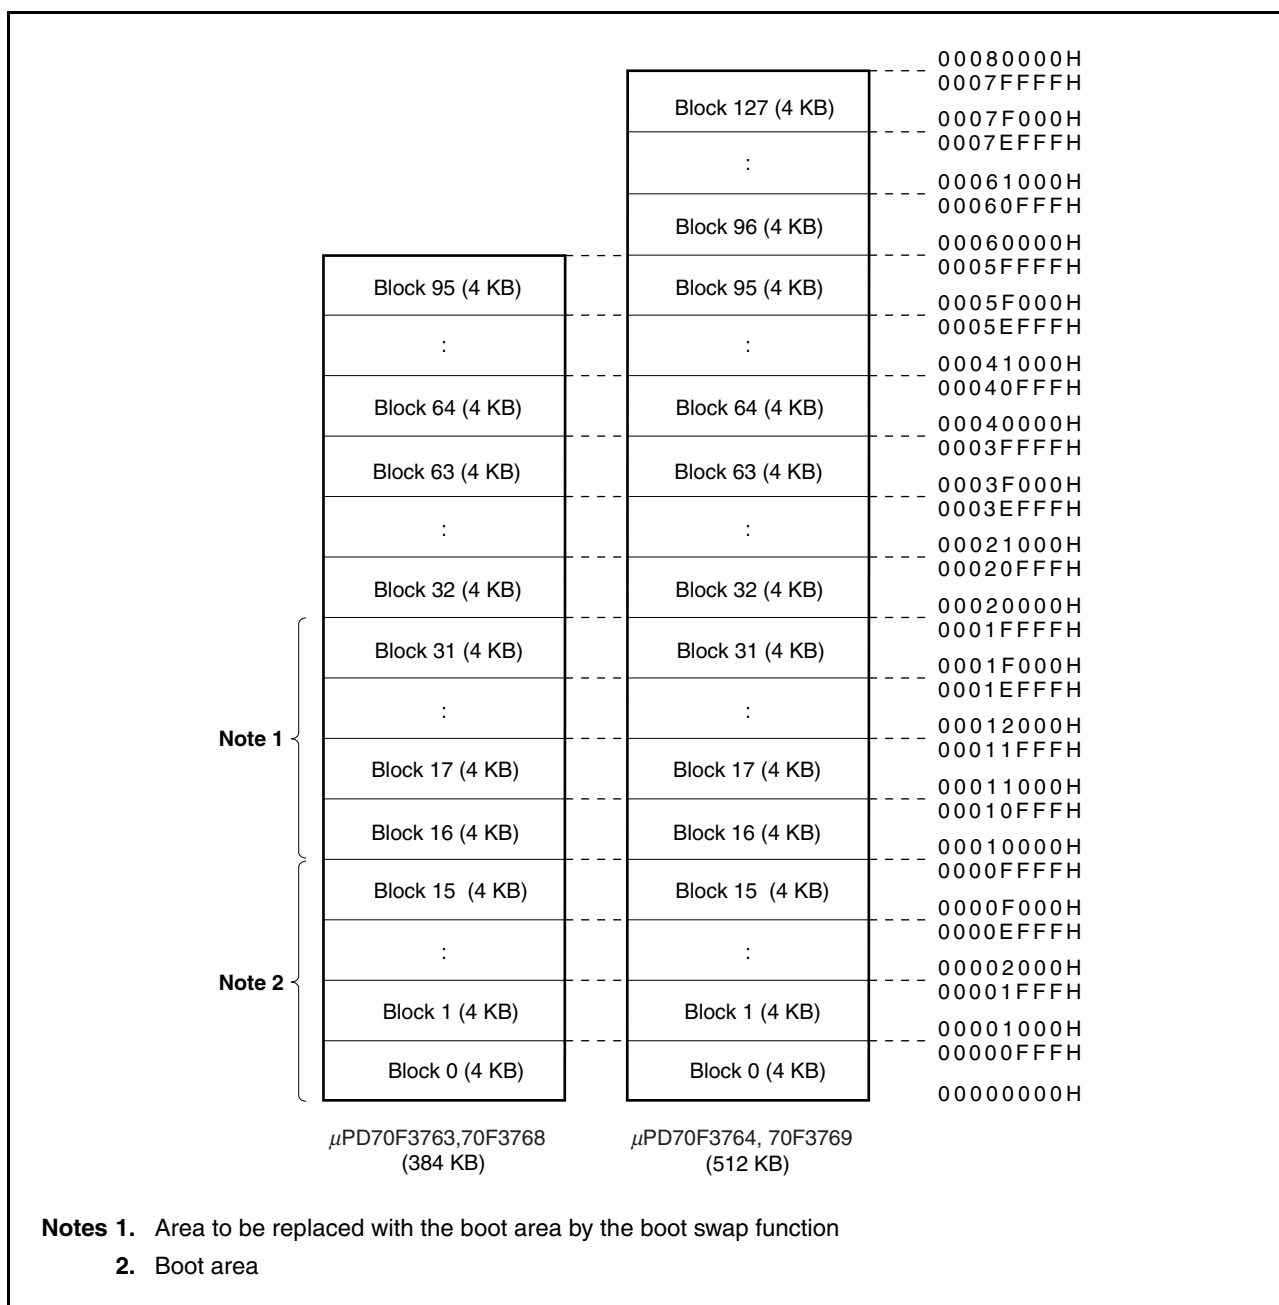 00080000H
0007FFFFH
Block 127 (4 KB)
0007F000H
0007EFFFH
:
00061000H
00060FFFH
Block 96 (4 KB)
00060000H
0005FFFFH
Block 95 (4 KB) Block 95 (4 KB)
0005F000H
0005EFFFH
: :
00041000H
00040FFFH
Block 64 (4 KB) Block 64 (4 KB)
00040000H
0003FFFFH
Block 63 (4 KB) Block 63 (4 KB)
0003F000H
0003EFFFH
: :
00021000H
00020FFFH
Block 32 (4 KB) Block 32 (4 KB)
00020000H
0001FFFFH
Block 31 (4 KB) Block 31 (4 KB)
0001F000H
0001EFFFH
: :
Note 1
00012000H
00011FFFH
Block 17 (4 KB) Block 17 (4 KB)
00011000H
00010FFFH
Block 16 (4 KB) Block 16 (4 KB)
00010000H
0000FFFFH
Block 15 (4 KB) Block 15 (4 KB)
0000F000H
0000EFFFH
: :
00002000H
Note 2
00001FFFH
Block 1 (4 KB) Block 1 (4 KB)
00001000H
00000FFFH
Block 0 (4 KB) Block 0 (4 KB)
00000000H
μPD70F3763,70F3768 μPD70F3764, 70F3769
(384 KB) (512 KB)
Notes 1. Area to be replaced with the boot area by the boot swap function
2. Boot area